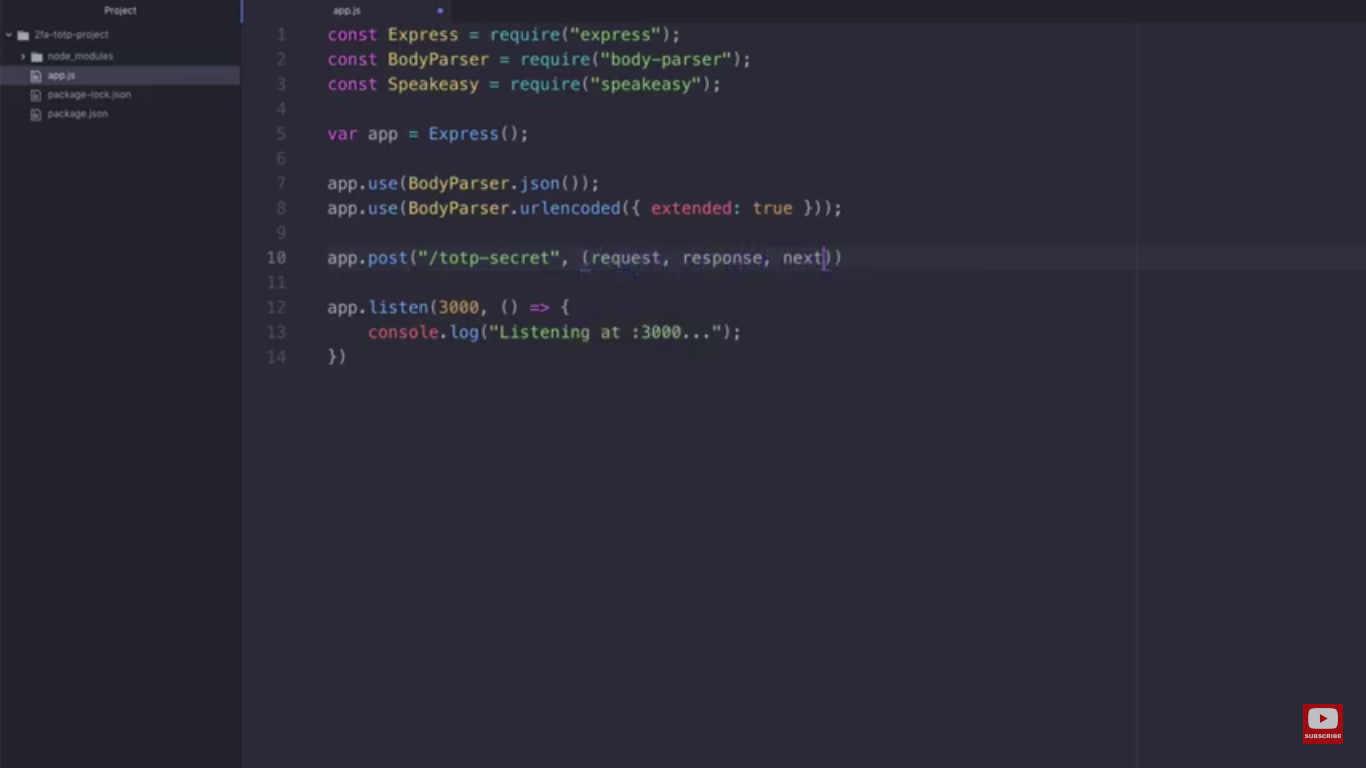 Project
app.js
2fa-totp-project
node_modules
app.js
package-lock.json
package.json
1 const Express = require("express");
2 const BodyParser = require("body-parser");
3 const Speakeasy = require("speakeasy");
4
5 var app = Express();
6
7 app.use(BodyParser.json());
8 app.use(BodyParser.urlencoded({ extended: true }));
9
10 app.post("/totp-secret", (request, response, next))
11
12 app.listen(3000, () => {
13     console.log("Listening at :3000...");
14 })
SUBSCRIBE